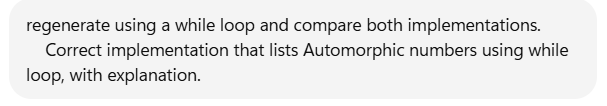 regenerate using a while loop and compare both implementations.
Correct implementation that lists Automorphic numbers using while
loop, with explanation.